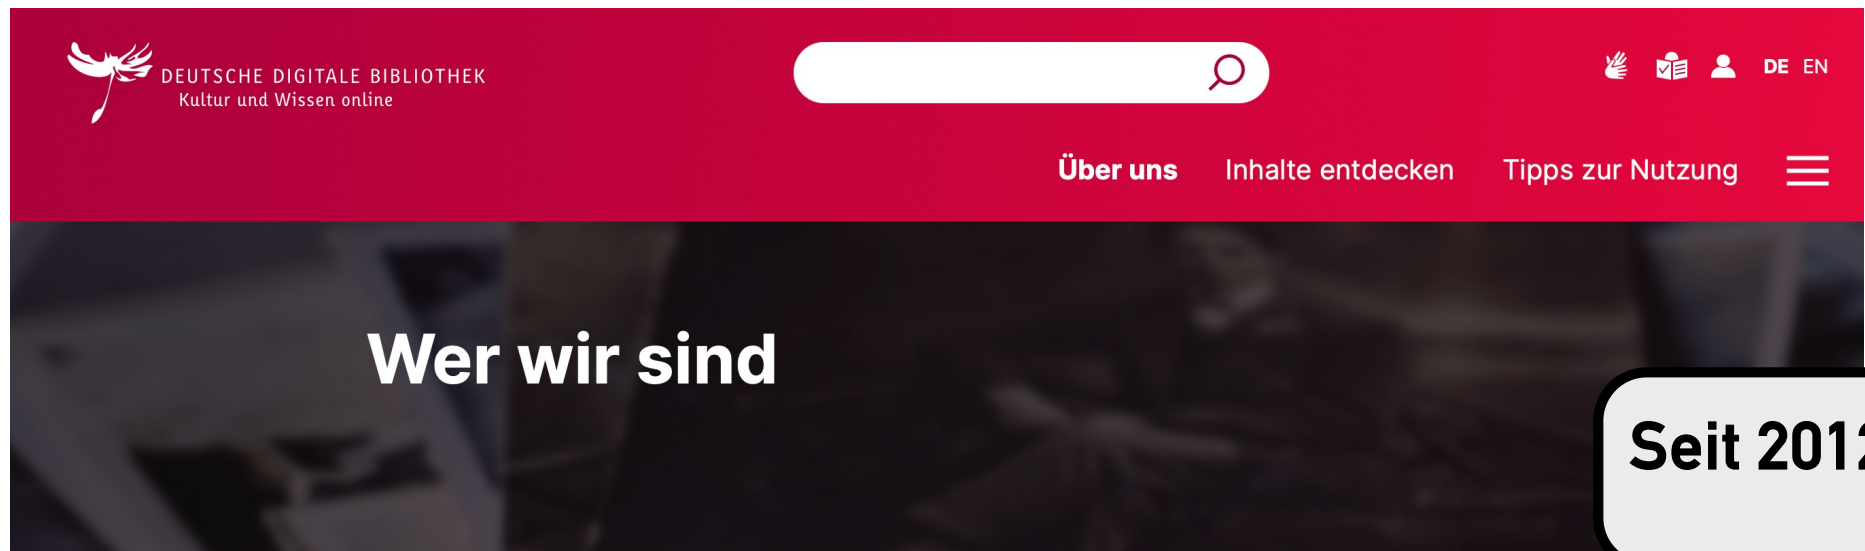 DEUTSCHE DIGITALE BIBLIOTHEK
Kultur und Wissen online
DE EN
Über uns Inhalte entdecken Tipps zur Nutzung
Wer wir sind
Seit 2012